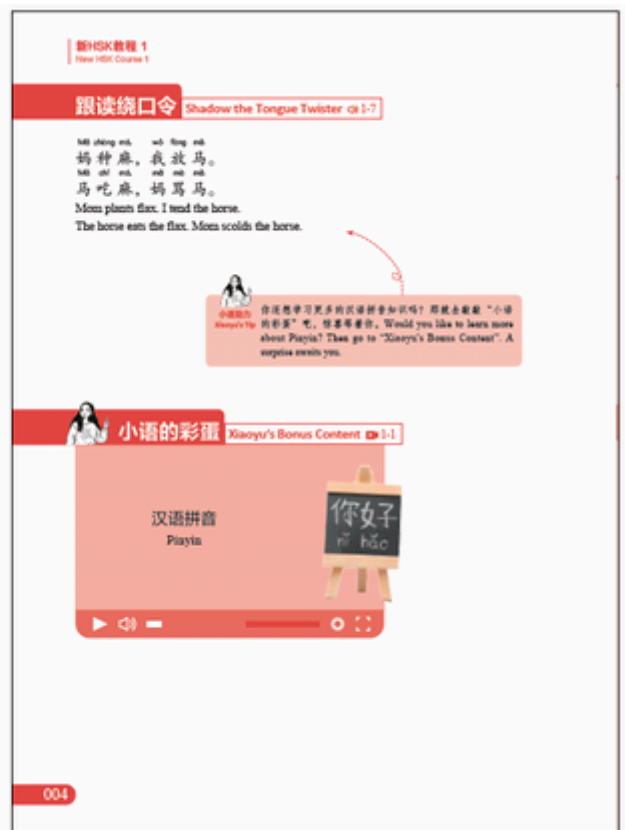 新HSK教程 1
New HSK Course 1
跟读绕口令 Shadow the Tongue Twister 1-7
Mā zhòng má, wǒ fàng mǎ.
妈种麻，我放马。
Mǎ chī má, mā mà mǎ.
马吃麻，妈骂马。
Mom plants flax. I tend the horse.
The horse eats the flax. Mom scolds the horse.
小语助力
Xiaoyu's Tip
你还想学习更多的汉语拼音知识吗？那就去敲敲“小语
的彩蛋”吧，惊喜等着你。Would you like to learn more
about Pinyin? Then go to “Xiaoyu's Bonus Content”. A
surprise awaits you.
小语的彩蛋 Xiaoyu's Bonus Content 1-1
汉语拼音
Pinyin
你好
nǐ hǎo
004